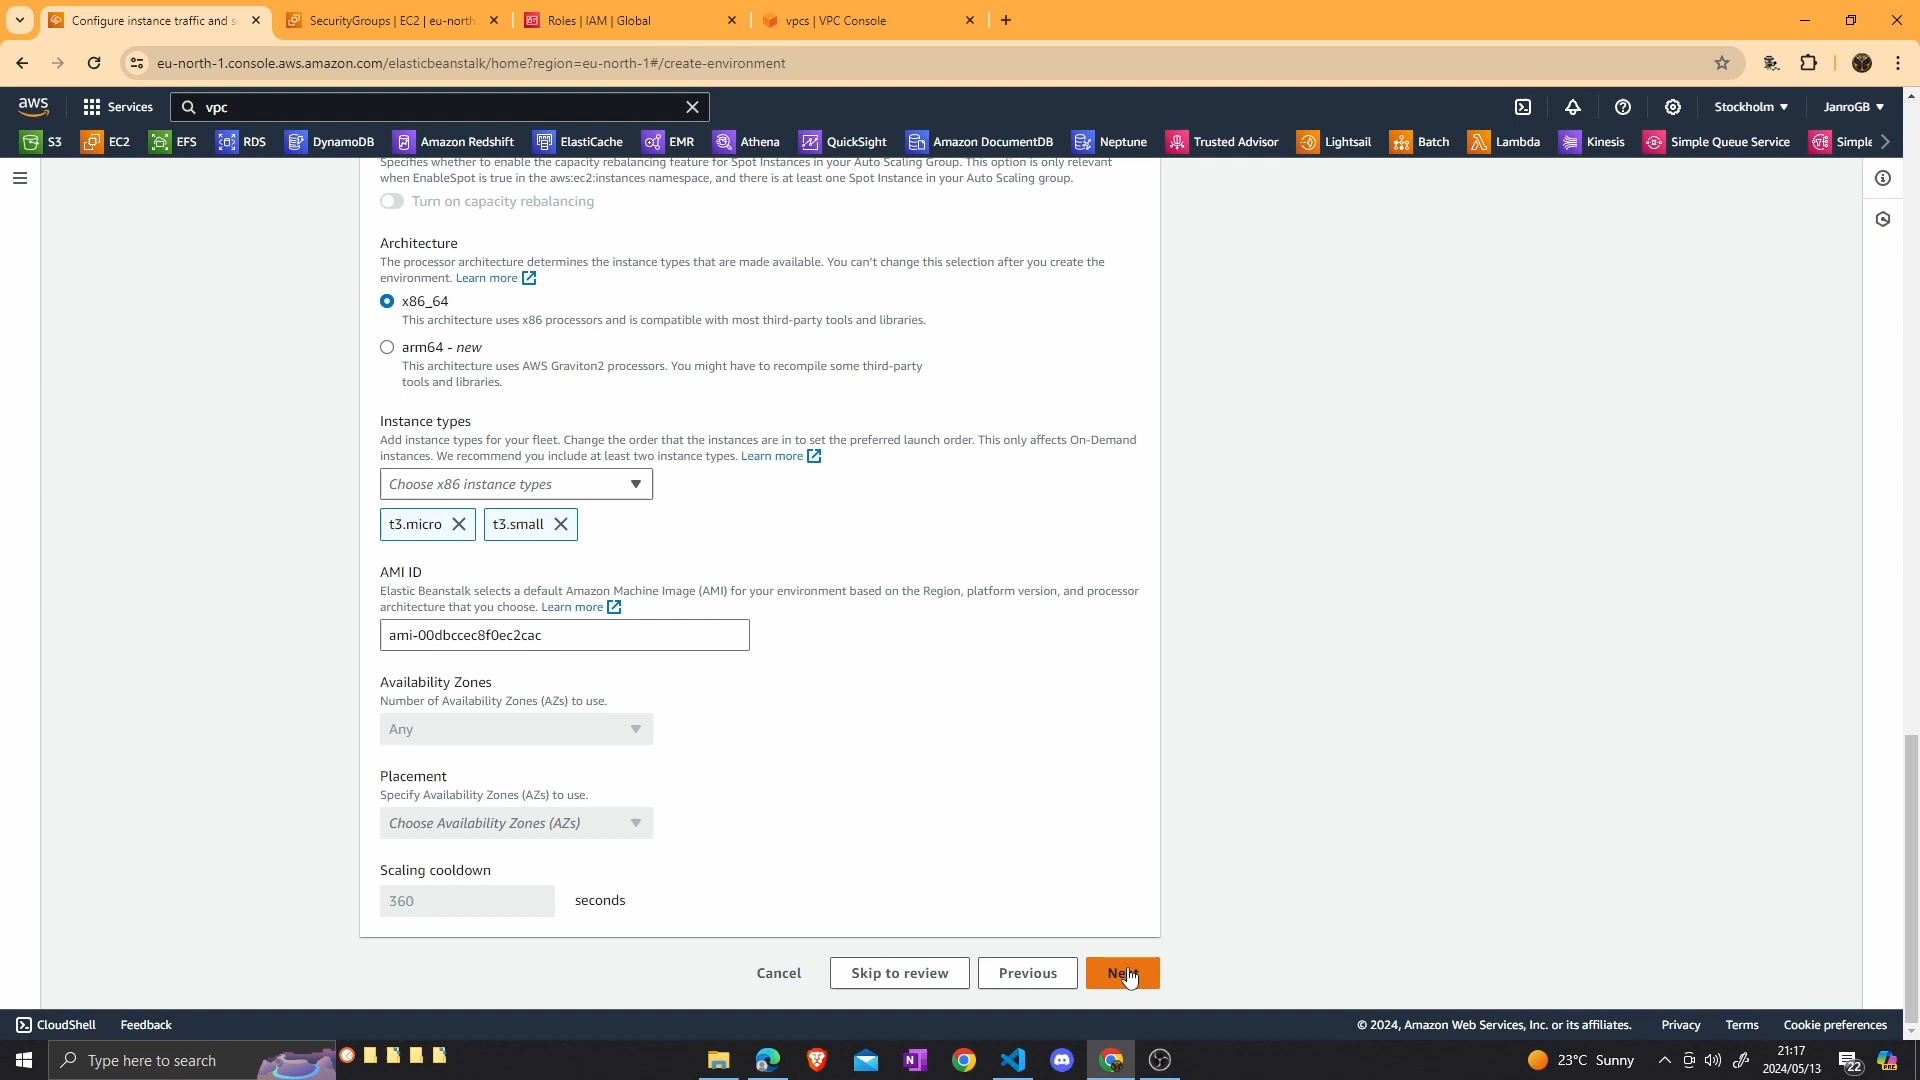 Configure instance traffic and s
SecurityGroups | EC2 | eu-north
Roles | IAM | Global
vpcs | VPC Console
eu-north-1.console.aws.amazon.com/elasticbeanstalk/home?region=eu-north-1#/create-environment
aws
Services
vpc
Stockholm
JanroGB
S3
EC2
EFS
RDS
DynamoDB
Amazon Redshift
ElastiCache
EMR
Athena
QuickSight
Amazon DocumentDB
Neptune
Trusted Advisor
Lightsail
Batch
Lambda
Kinesis
Simple Queue Service
Simple
Specifies whether to enable the capacity rebalancing feature for Spot Instances in your Auto Scaling Group. This option is only relevant
when EnableSpot is true in the aws:ec2:instances namespace, and there is at least one Spot Instance in your Auto Scaling group.
Turn on capacity rebalancing
Architecture
The processor architecture determines the instance types that are made available. You can't change this selection after you create the
environment. Learn more
x86_64
This architecture uses x86 processors and is compatible with most third-party tools and libraries.
arm64 - new
This architecture uses AWS Graviton2 processors. You might have to recompile some third-party
tools and libraries.
Instance types
Add instance types for your fleet. Change the order that the instances are in to set the preferred launch order. This only affects On-Demand
instances. We recommend you include at least two instance types. Learn more
Choose x86 instance types
t3.micro
t3.small
AMI ID
Elastic Beanstalk selects a default Amazon Machine Image (AMI) for your environment based on the Region, platform version, and processor
architecture that you choose. Learn more
ami-00dbccec8f0ec2cac
Availability Zones
Number of Availability Zones (AZs) to use.
Any
Placement
Specify Availability Zones (AZs) to use.
Choose Availability Zones (AZs)
Scaling cooldown
360
seconds
Cancel
Skip to review
Previous
Next
CloudShell
Feedback
© 2024, Amazon Web Services, Inc. or its affiliates.
Privacy
Terms
Cookie preferences
Type here to search
23°C Sunny
21:17
2024/05/13
22